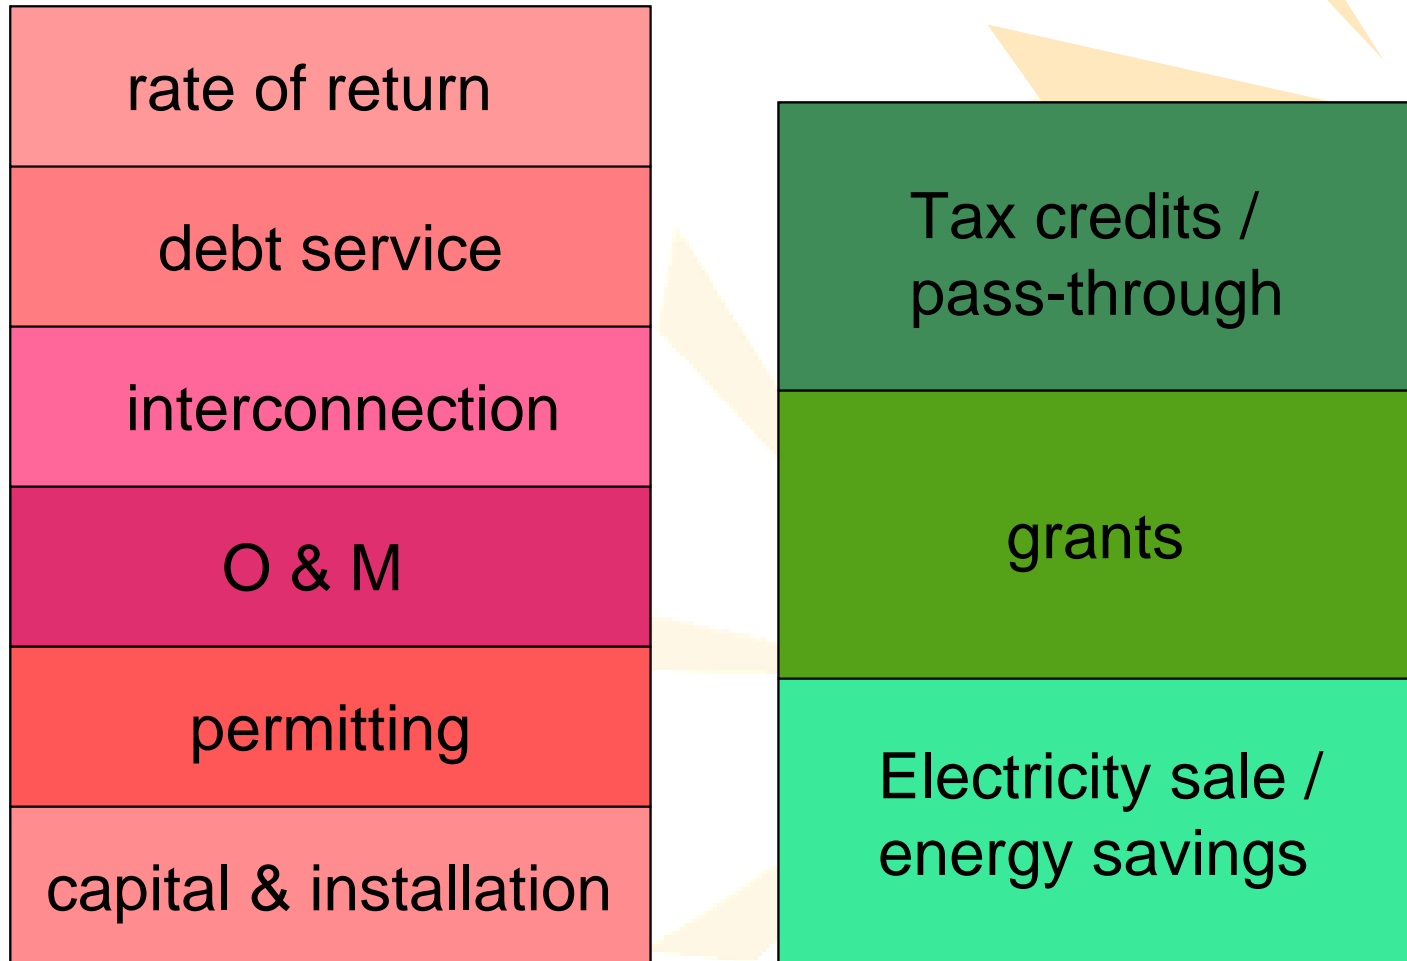 rate of return
debt service
interconnection
O & M
permitting
capital & installation
Tax credits /
pass-through
grants
Electricity sale /
energy savings